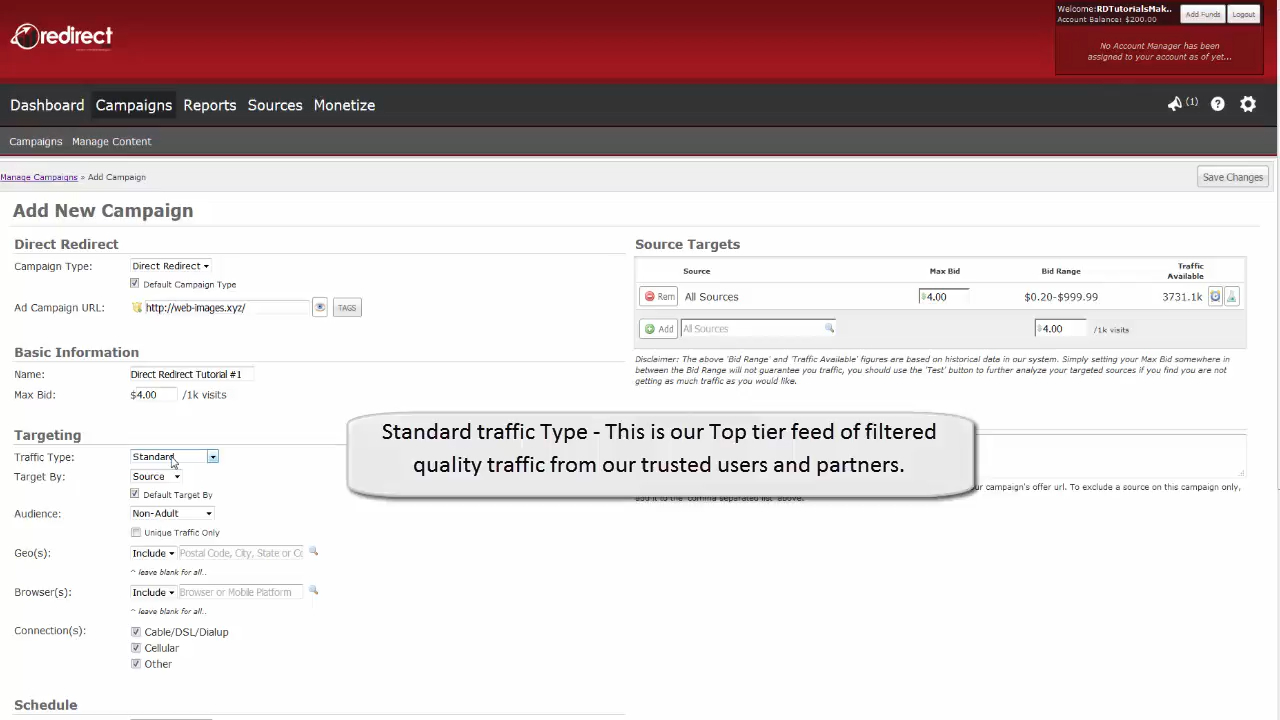 Welcome:RDTutorialsMak..
Account Balance: $200.00
Add Funds
Logout
redirect
No Account Manager has been
assigned to your account as of yet...
Dashboard Campaigns Reports Sources Monetize
(1)
Campaigns Manage Content
Manage Campaigns » Add Campaign
Save Changes
Add New Campaign
Direct Redirect
Campaign Type: Direct Redirect
Default Campaign Type
Ad Campaign URL: http://web-images.xyz/ TAGS
Basic Information
Name: Direct Redirect Tutorial #1
Max Bid: $4.00 /1k visits
Targeting
Traffic Type: Standard
Target By: Source
Default Target By
Audience: Non-Adult
Unique Traffic Only
Geo(s): Include Postal Code, City, State or Co
^ leave blank for all..
Browser(s): Include Browser or Mobile Platform
^ leave blank for all..
Connection(s): Cable/DSL/Dialup
Cellular
Other
Schedule
Source Targets
Source Max Bid Bid Range Traffic
Available
Rem All Sources $4.00 $0.20-$999.99 3731.1k
Add All Sources $4.00 /1k visits
Disclaimer: The above 'Bid Range' and 'Traffic Available' figures are based on historical data in our system. Simply setting your Max Bid somewhere in
between the Bid Range will not guarantee you traffic, you should use the 'Test' button to further analyze your targeted sources if you find you are not
getting as much traffic as you would like.
Standard traffic Type - This is our Top tier feed of filtered
quality traffic from our trusted users and partners.
campaign's offer url. To exclude a source on this campaign only,
add it to the 'comma separated list' above.